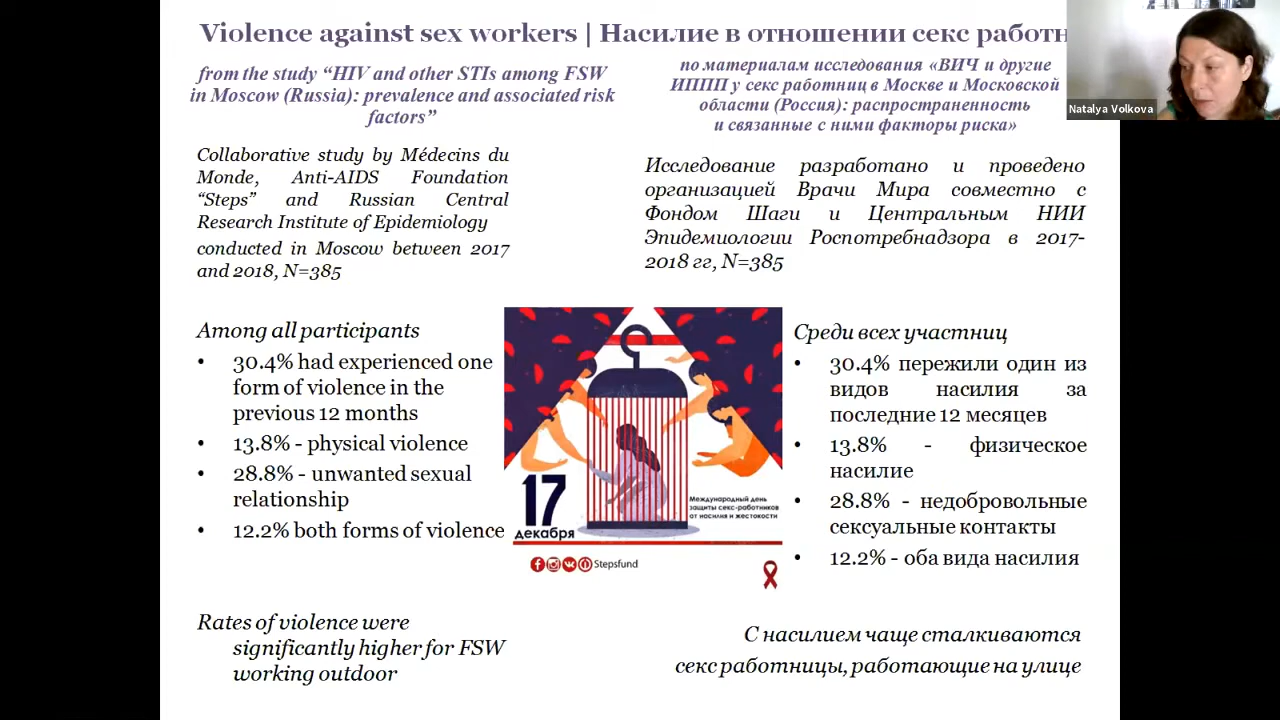 Violence against sex workers | Насилие в отношении секс работн
from the study “HIV and other STIs among FSW
in Moscow (Russia): prevalence and associated risk
factors”
по материалам исследования «ВИЧ и другие
ИППП у секс работниц в Москве и Московской
области (Россия): распространенность
и связанные с ними факторы риска»
Natalya Volkova
Collaborative study by Médecins du
Monde, Anti-AIDS Foundation
“Steps” and Russian Central
Research Institute of Epidemiology
conducted in Moscow between 2017
and 2018, N=385
Исследование разработано и проведено
организацией Врачи Мира совместно с
Фондом Шаги и Центральным НИИ
Эпидемиологии Роспотребнадзора в 2017-
2018 гг, N=385
Among all participants
• 30.4% had experienced one
form of violence in the
previous 12 months
• 13.8% - physical violence
• 28.8% - unwanted sexual
relationship
• 12.2% both forms of violence
17
декабря
Международный день
защиты секс-работников
от насилия и жестокости
Stepsfund
Среди всех участниц
• 30.4% пережили один из
видов насилия за
последние 12 месяцев
• 13.8% - физическое
насилие
• 28.8% - недобровольные
сексуальные контакты
• 12.2% - оба вида насилия
Rates of violence were
significantly higher for FSW
working outdoor
С насилием чаще сталкиваются
секс работницы, работающие на улице